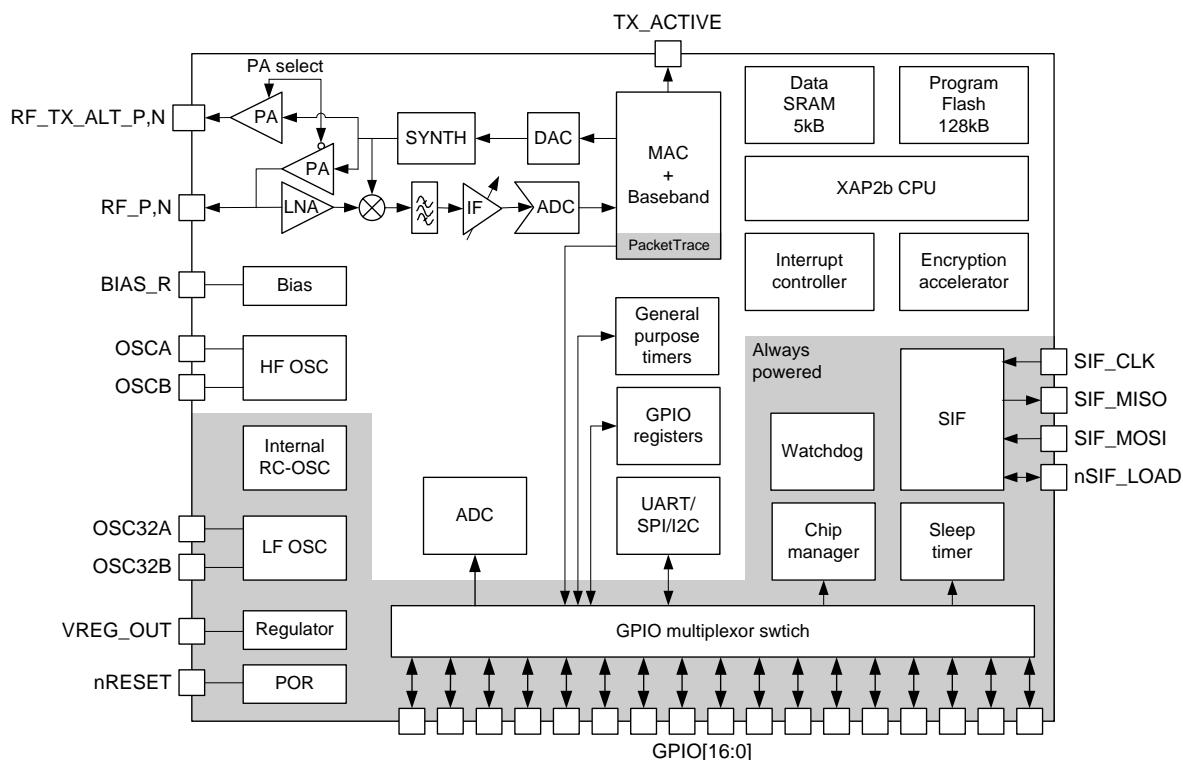 TX_ACTIVE
PA select
RF_TX_ALT_P,N
PA
SYNTH
DAC
MAC
+
Baseband
Data
SRAM
5kB
Program
Flash
128kB
PA
XAP2b CPU
RF_P,N
LNA
IF
ADC
PacketTrace
Interrupt
controller
Encryption
accelerator
BIAS_R
Bias
General
purpose
timers
OSCA
OSCB
HF OSC
Always
powered
SIF
SIF_CLK
SIF_MISO
SIF_MOSI
nSIF_LOAD
GPIO
registers
Watchdog
Internal
RC-OSC
ADC
UART/
SPI/I2C
Chip
manager
Sleep
timer
OSC32A
OSC32B
LF OSC
VREG_OUT
Regulator
GPIO multiplexor swtich
nRESET
POR
GPIO[16:0]